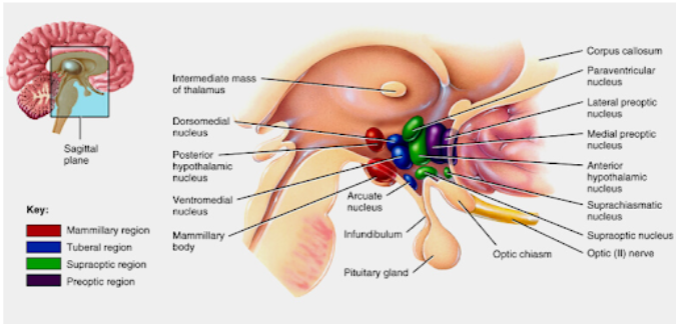 Sagittal
plane
Key:
Mammillary region
Tuberal region
Supraoptic region
Preoptic region
Intermediate mass
of thalamus
Dorsomedial
nucleus
Posterior
hypothalamic
nucleus
Ventromedial
nucleus
Mammillary
body
Arcuate
nucleus
Infundibulum
Pituitary gland
Corpus callosum
Paraventricular
nucleus
Lateral preoptic
nucleus
Medial preoptic
nucleus
Anterior
hypothalamic
nucleus
Suprachiasmatic
nucleus
Supraoptic nucleus
Optic (II) nerve
Optic chiasm